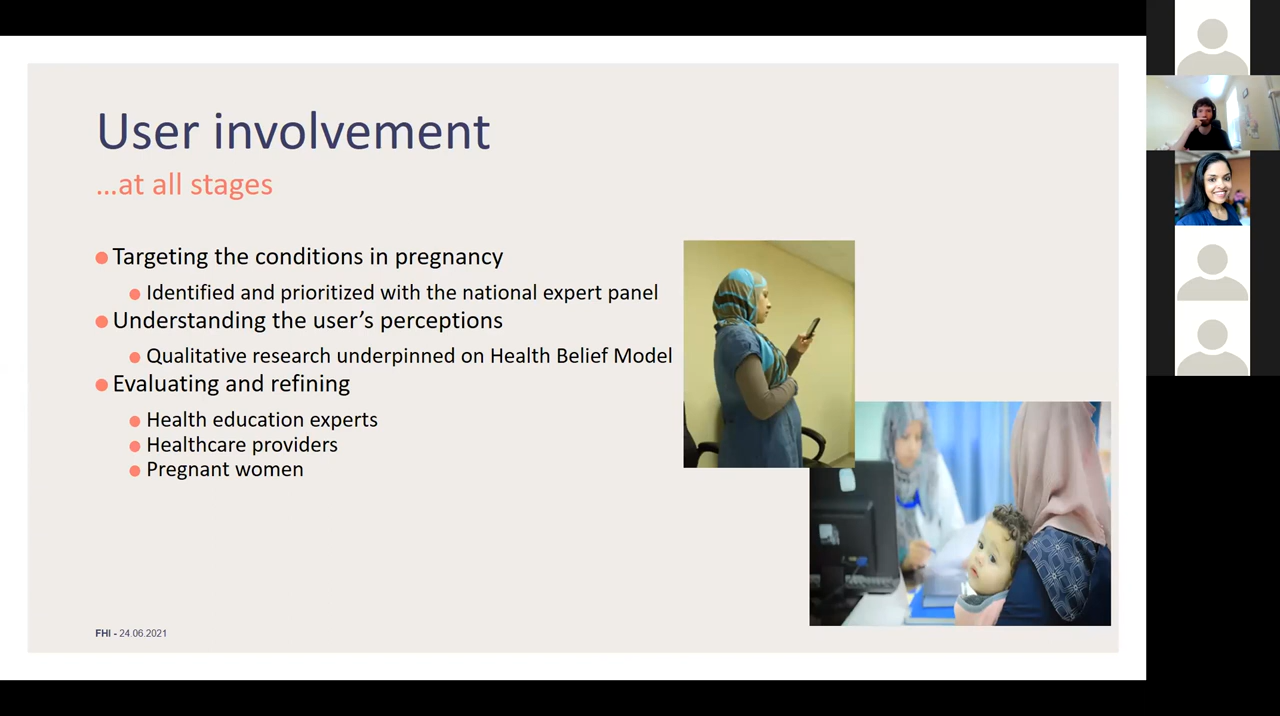 User involvement
...at all stages
Targeting the conditions in pregnancy
Identified and prioritized with the national expert panel
Understanding the user's perceptions
Qualitative research underpinned on Health Belief Model
Evaluating and refining
Health education experts
Healthcare providers
Pregnant women
FHI - 24.06.2021